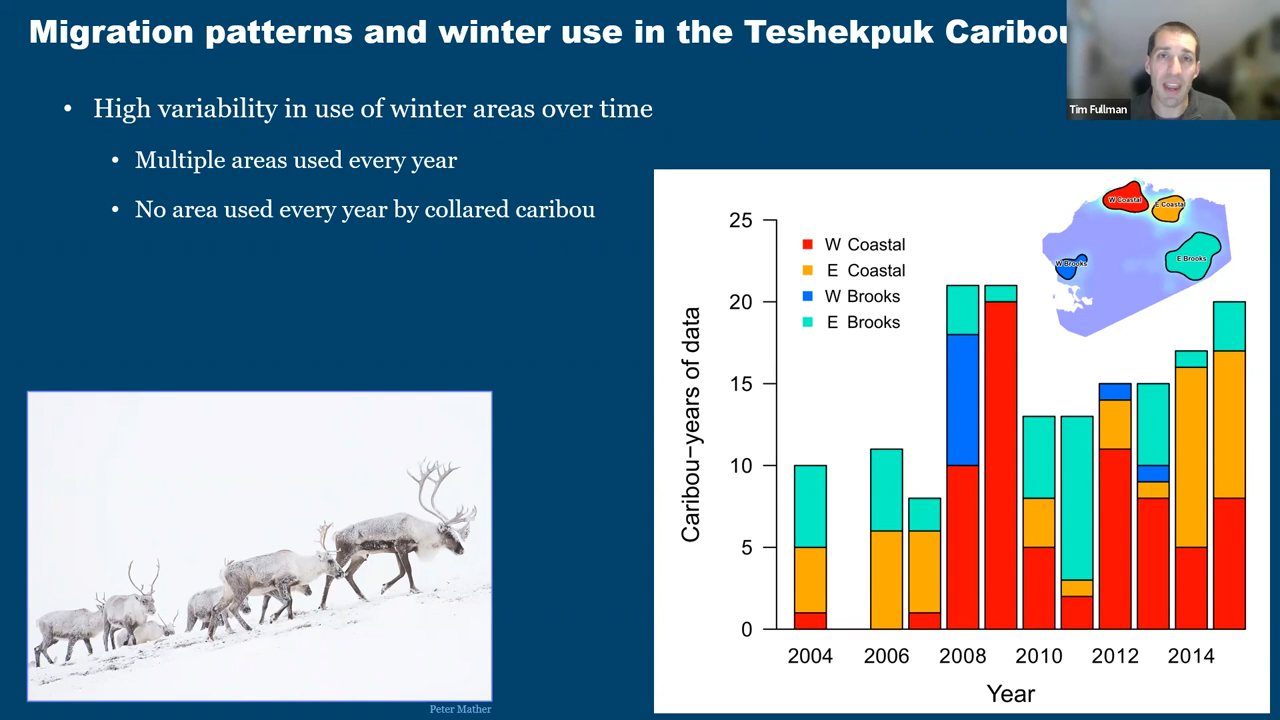 Migration patterns and winter use in the Teshekpuk Caribou
Tim Fullman
• High variability in use of winter areas over time
• Multiple areas used every year
• No area used every year by collared caribou
W Coastal
E Coastal
W Brooks
E Brooks
25
20
15
10
5
0
Caribou−years of data
W Coastal
E Coastal
W Brooks
E Brooks
2004 2006 2008 2010 2012 2014
Year
Peter Mather